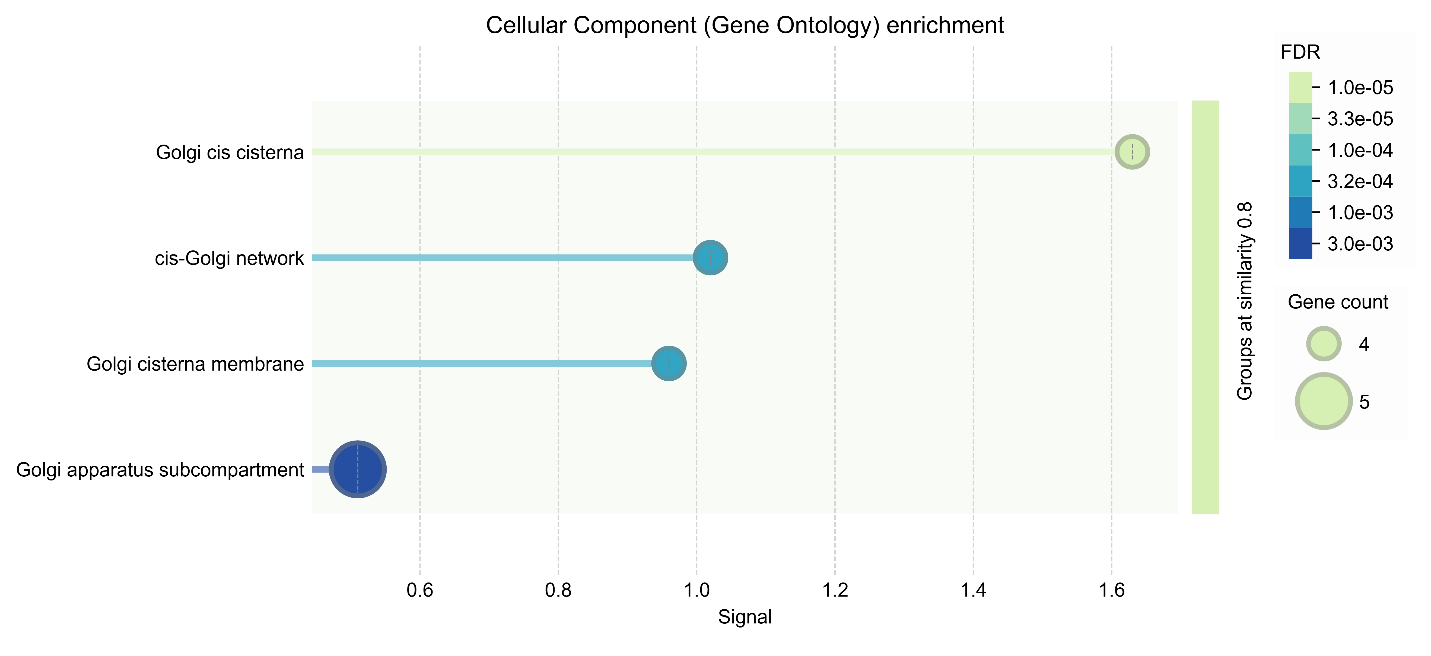 Cellular Component (Gene Ontology) enrichment
Golgi cis cisterna
cis-Golgi network
Golgi cisterna membrane
Golgi apparatus subcompartment
0.6 0.8 1.0 1.2 1.4 1.6
Signal
Groups at similarity 0.8
FDR
1.0e-05
3.3e-05
1.0e-04
3.2e-04
1.0e-03
3.0e-03
Gene count
4
5